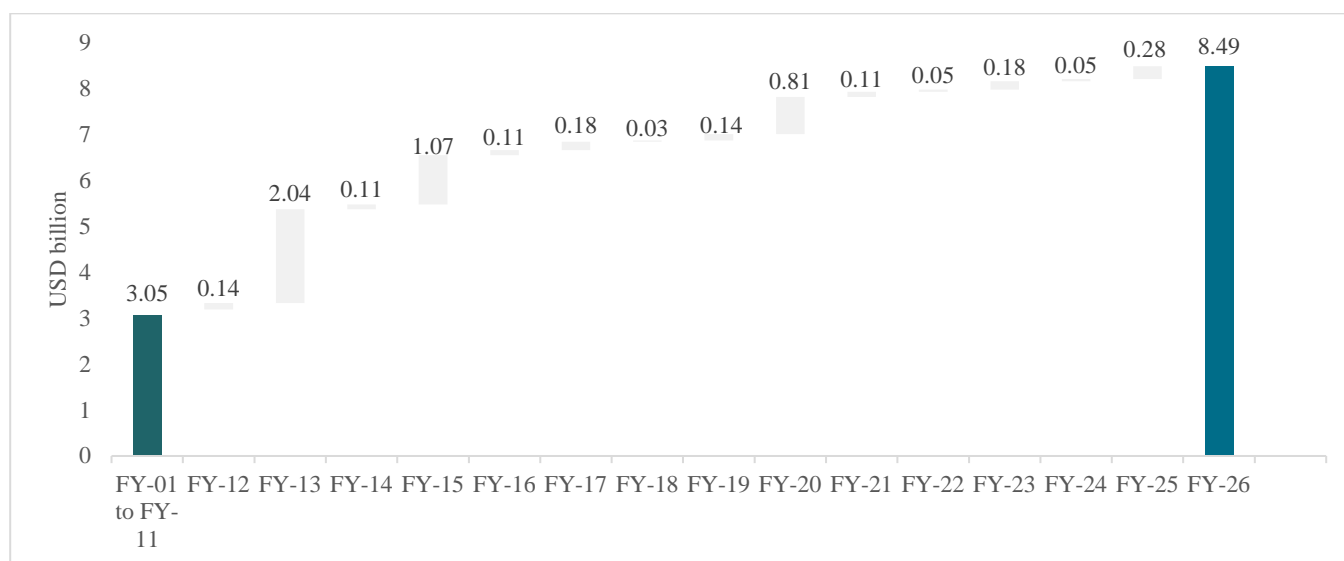 USD billion
9
8
7
6
5
4
3
2
1
0
3.05
0.14
2.04
0.11
1.07
0.11
0.18
0.03
0.14
0.81
0.11
0.05
0.18
0.05
0.28
8.49
FY-01 to FY-11
FY-12
FY-13
FY-14
FY-15
FY-16
FY-17
FY-18
FY-19
FY-20
FY-21
FY-22
FY-23
FY-24
FY-25
FY-26